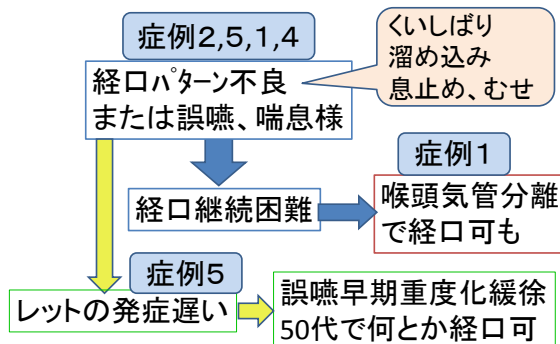 症例2,5,1,4
くいしばり
溜め込み
息止め、むせ
経口パターン不良
または誤嚥、喘息様
症例1
経口継続困難
喉頭気管分離
で経口可も
症例5
レットの発症遅い
誤嚥早期重度化緩徐
50代で何とか経口可